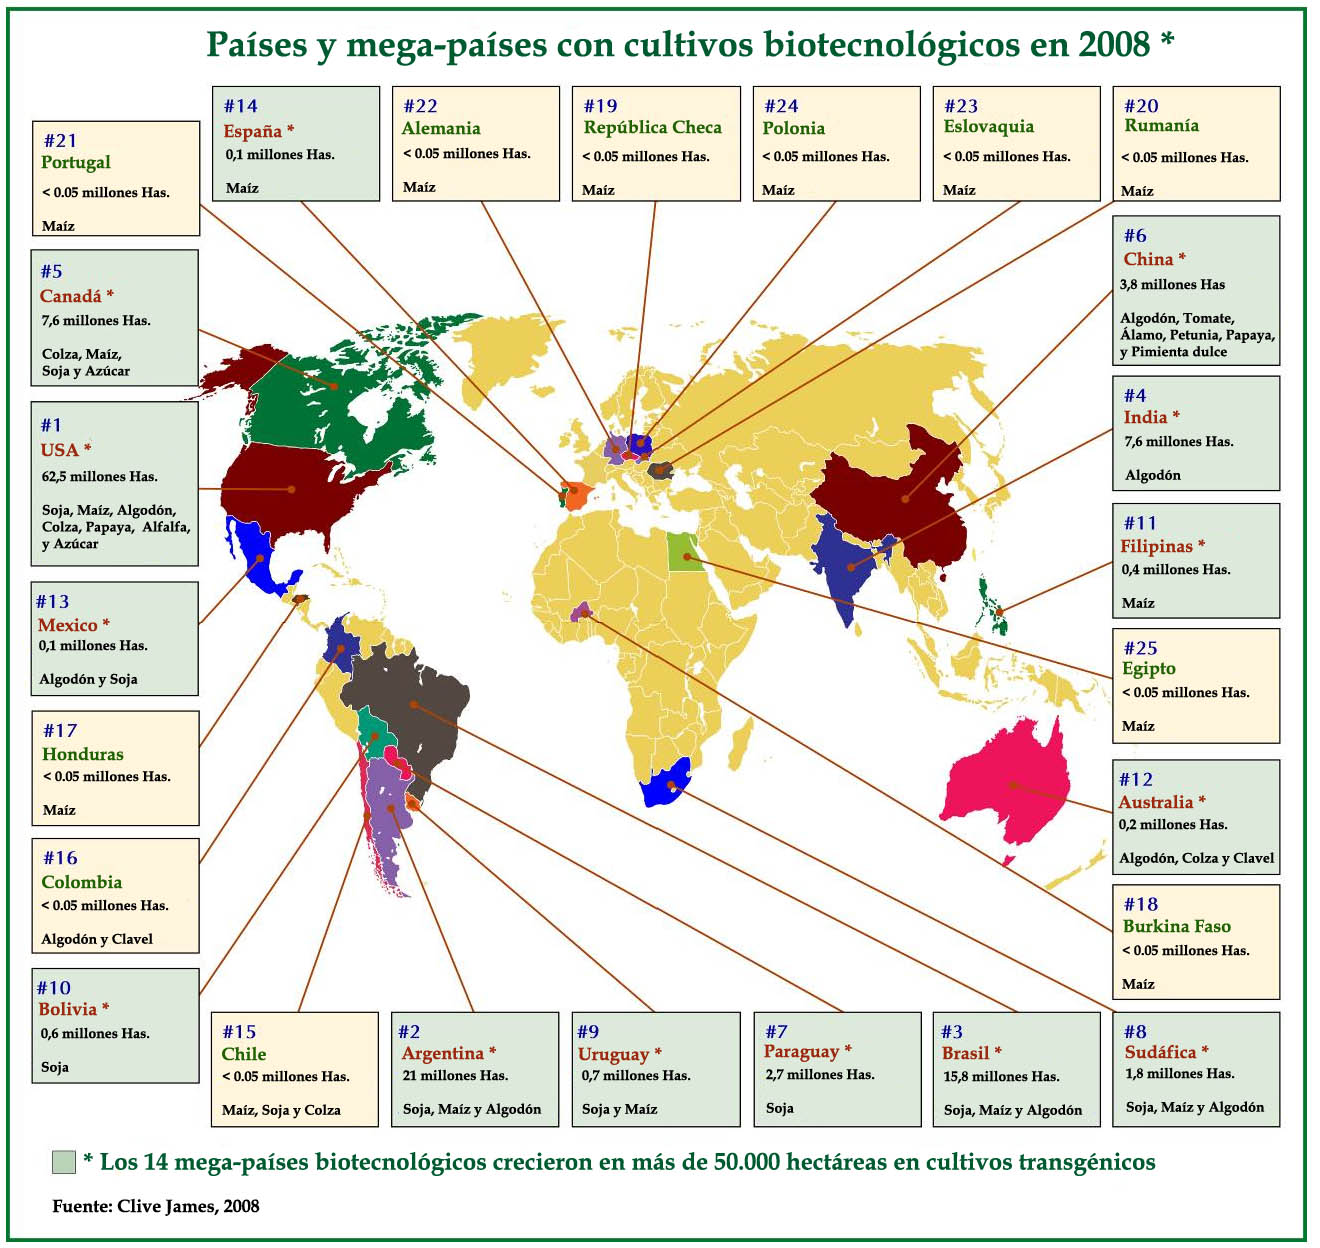 Países y mega-países con cultivos biotecnológicos en 2008 *
#14
España *
0,1 millones Has.
Maíz
#22
Alemania
< 0.05 millones Has.
Maíz
#19
República Checa
< 0.05 millones Has.
Maíz
#24
Polonia
< 0.05 millones Has.
Maíz
#23
Eslovaquia
< 0.05 millones Has.
Maíz
#20
Rumanía
< 0.05 millones Has.
Maíz
#21
Portugal
< 0.05 millones Has.
Maíz
#5
Canadá *
7,6 millones Has.
Colza, Maíz,
Soja y Azúcar
#1
USA *
62,5 millones Has.
Soja, Maíz, Algodón,
Colza, Papaya, Alfalfa,
y Azúcar
#13
Mexico *
0,1 millones Has.
Algodón y Soja
#17
Honduras
< 0.05 millones Has.
Maíz
#16
Colombia
< 0.05 millones Has.
Algodón y Clavel
#10
Bolivia *
0,6 millones Has.
Soja
#6
China *
3,8 millones Has
Algodón, Tomate,
Álamo, Petunia, Papaya,
y Pimienta dulce
#4
India *
7,6 millones Has.
Algodón
#11
Filipinas *
0,4 millones Has.
Maíz
#25
Egipto
< 0.05 millones Has.
Maíz
#12
Australia *
0,2 millones Has.
Algodón, Colza y Clavel
#18
Burkina Faso
< 0.05 millones Has.
Maíz
#15
Chile
< 0.05 millones Has.
Maíz, Soja y Colza
#2
Argentina *
21 millones Has.
Soja, Maíz y Algodón
#9
Uruguay *
0,7 millones Has.
Soja y Maíz
#7
Paraguay *
2,7 millones Has.
Soja
#3
Brasil *
15,8 millones Has.
Soja, Maíz y Algodón
#8
Sudáfica *
1,8 millones Has.
Soja, Maíz y Algodón
* Los 14 mega-países biotecnológicos crecieron en más de 50.000 hectáreas en cultivos transgénicos
Fuente: Clive James, 2008